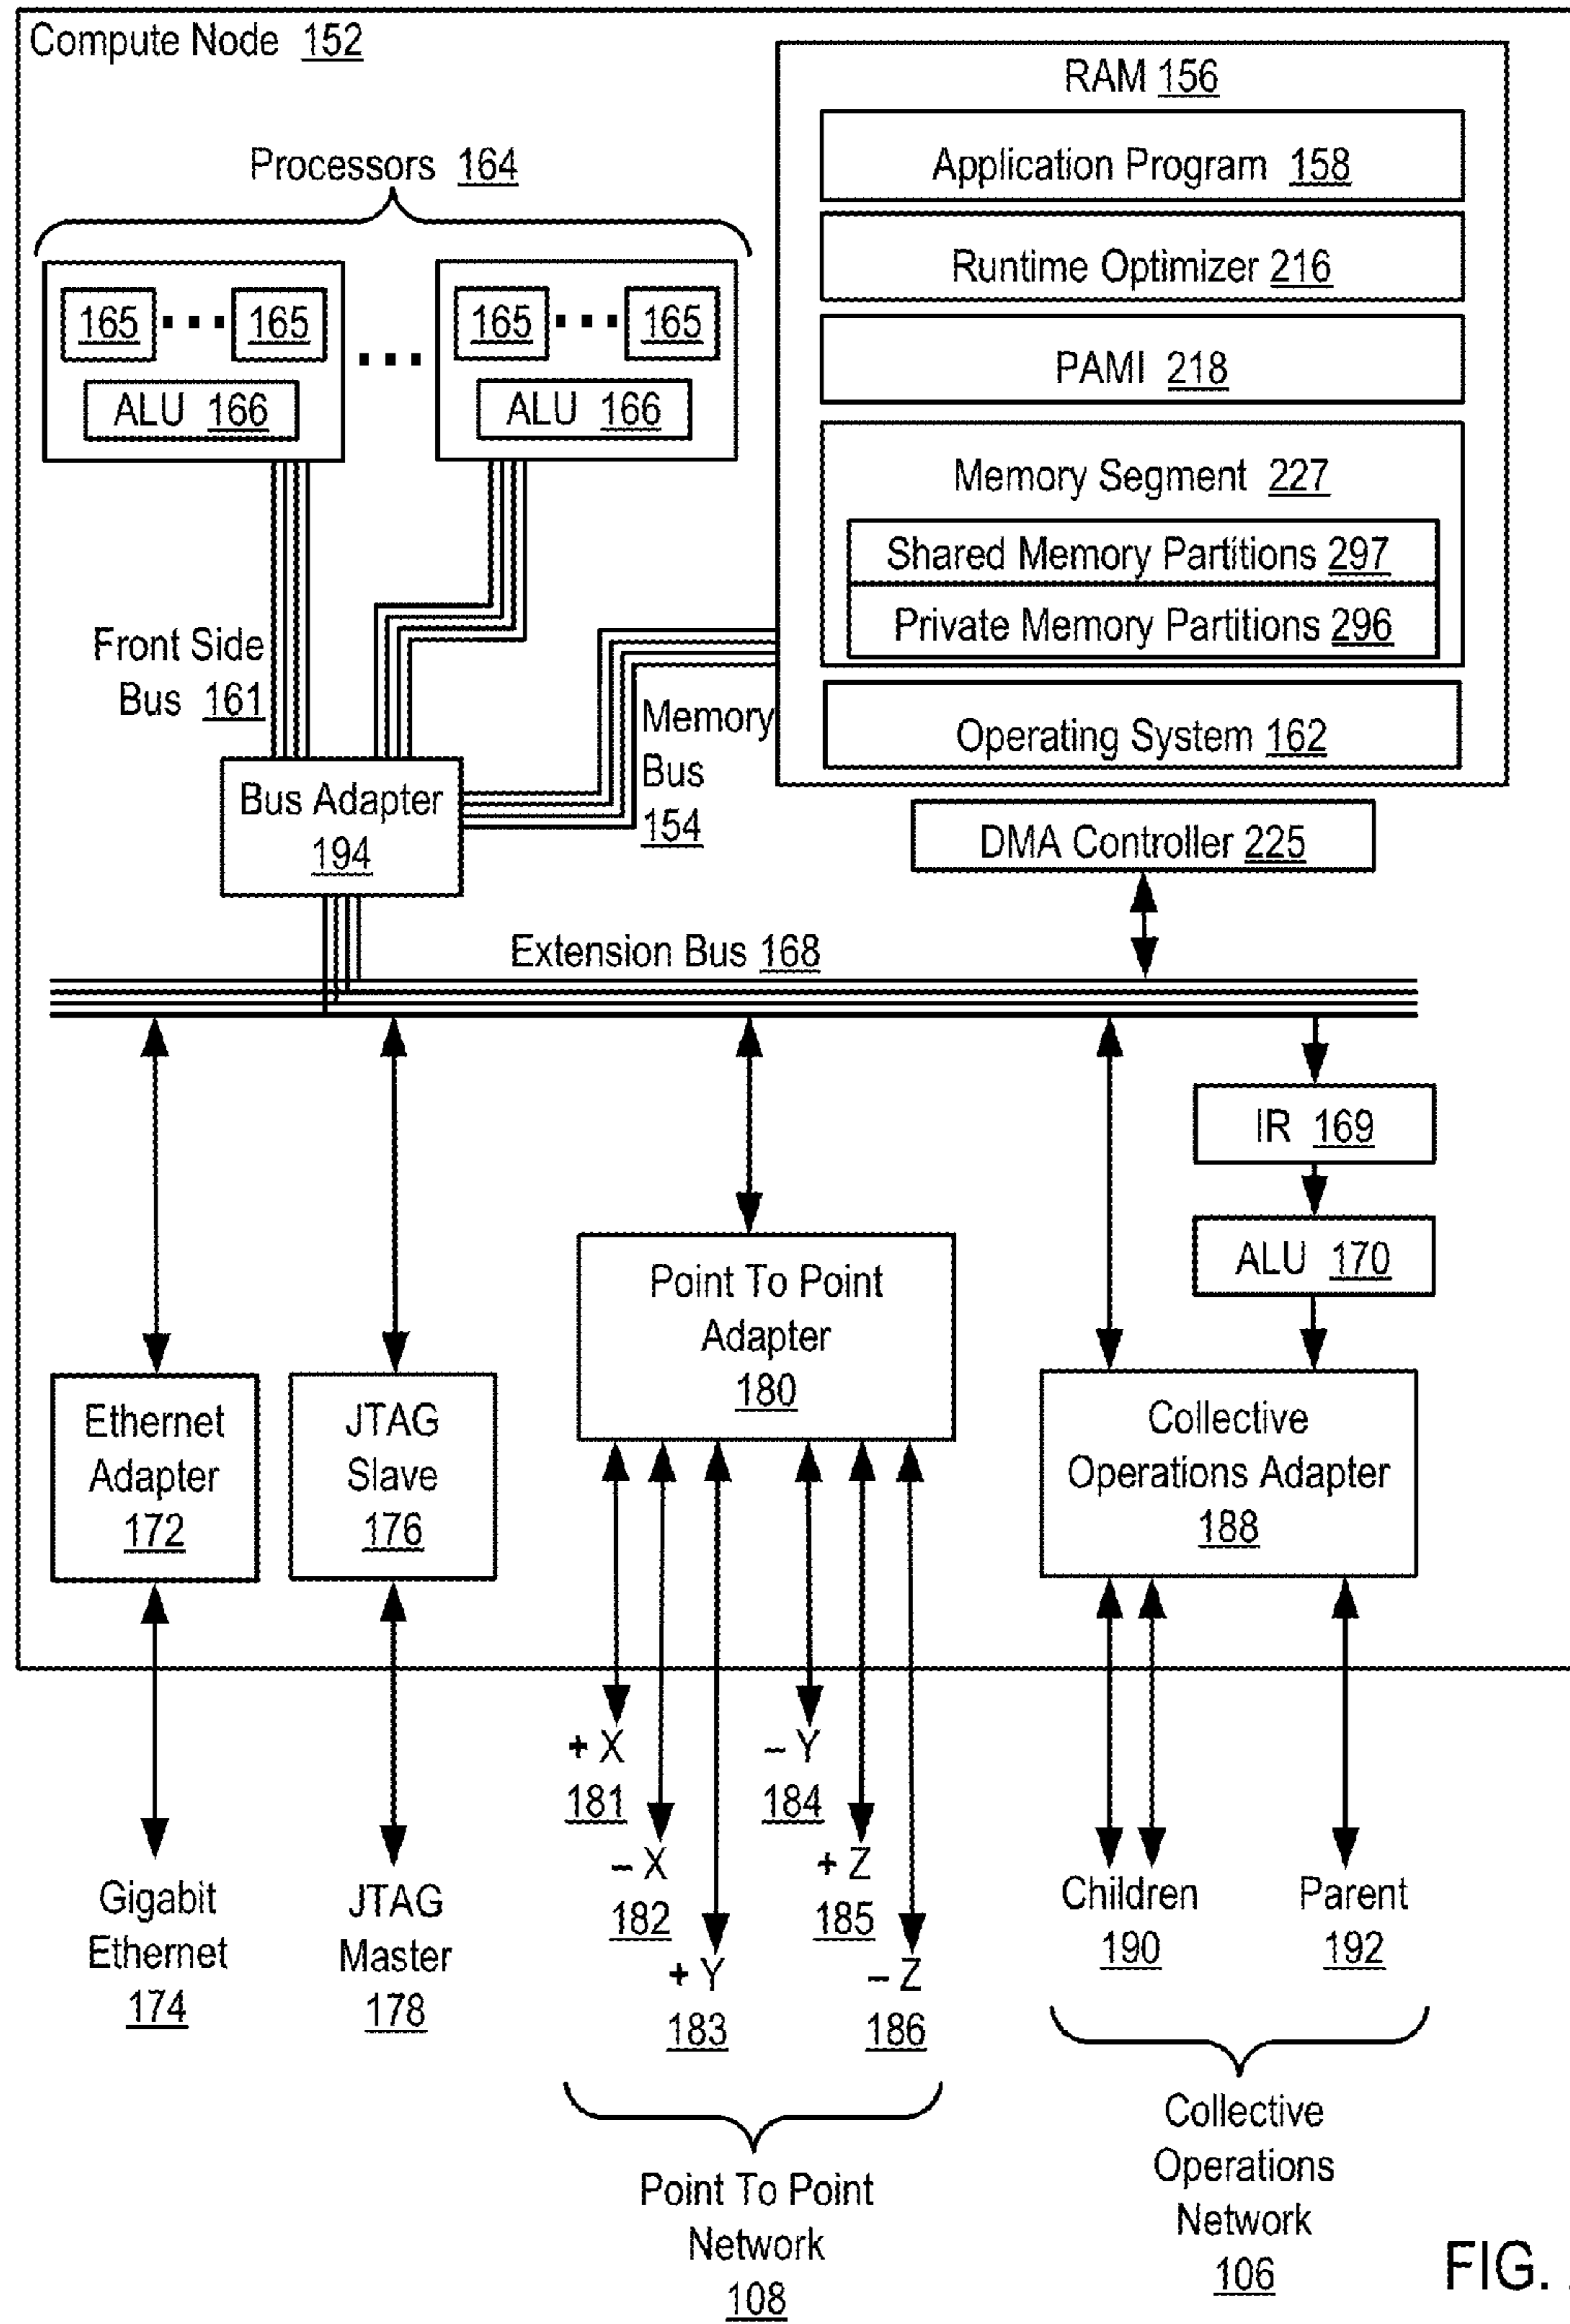 Compute Node 152
RAM 156
Application Program 158
Runtime Optimizer 216
PAMI 218
Memory Segment 227
Shared Memory Partitions 297
Private Memory Partitions 296
Operating System 162
Processors 164
165 ... 165
ALU 166
...
165 ... 165
ALU 166
Front Side
Bus 161
Memory
Bus
154
Bus Adapter
194
DMA Controller 225
Extension Bus 168
IR 169
ALU 170
Ethernet
Adapter
172
JTAG
Slave
176
Point To Point
Adapter
180
Collective
Operations Adapter
188
Gigabit
Ethernet
174
JTAG
Master
178
+ X
181
– X
182
+ Y
183
– Y
184
+ Z
185
– Z
186
Children
190
Parent
192
Point To Point
Network
108
Collective
Operations
Network
106
FIG.